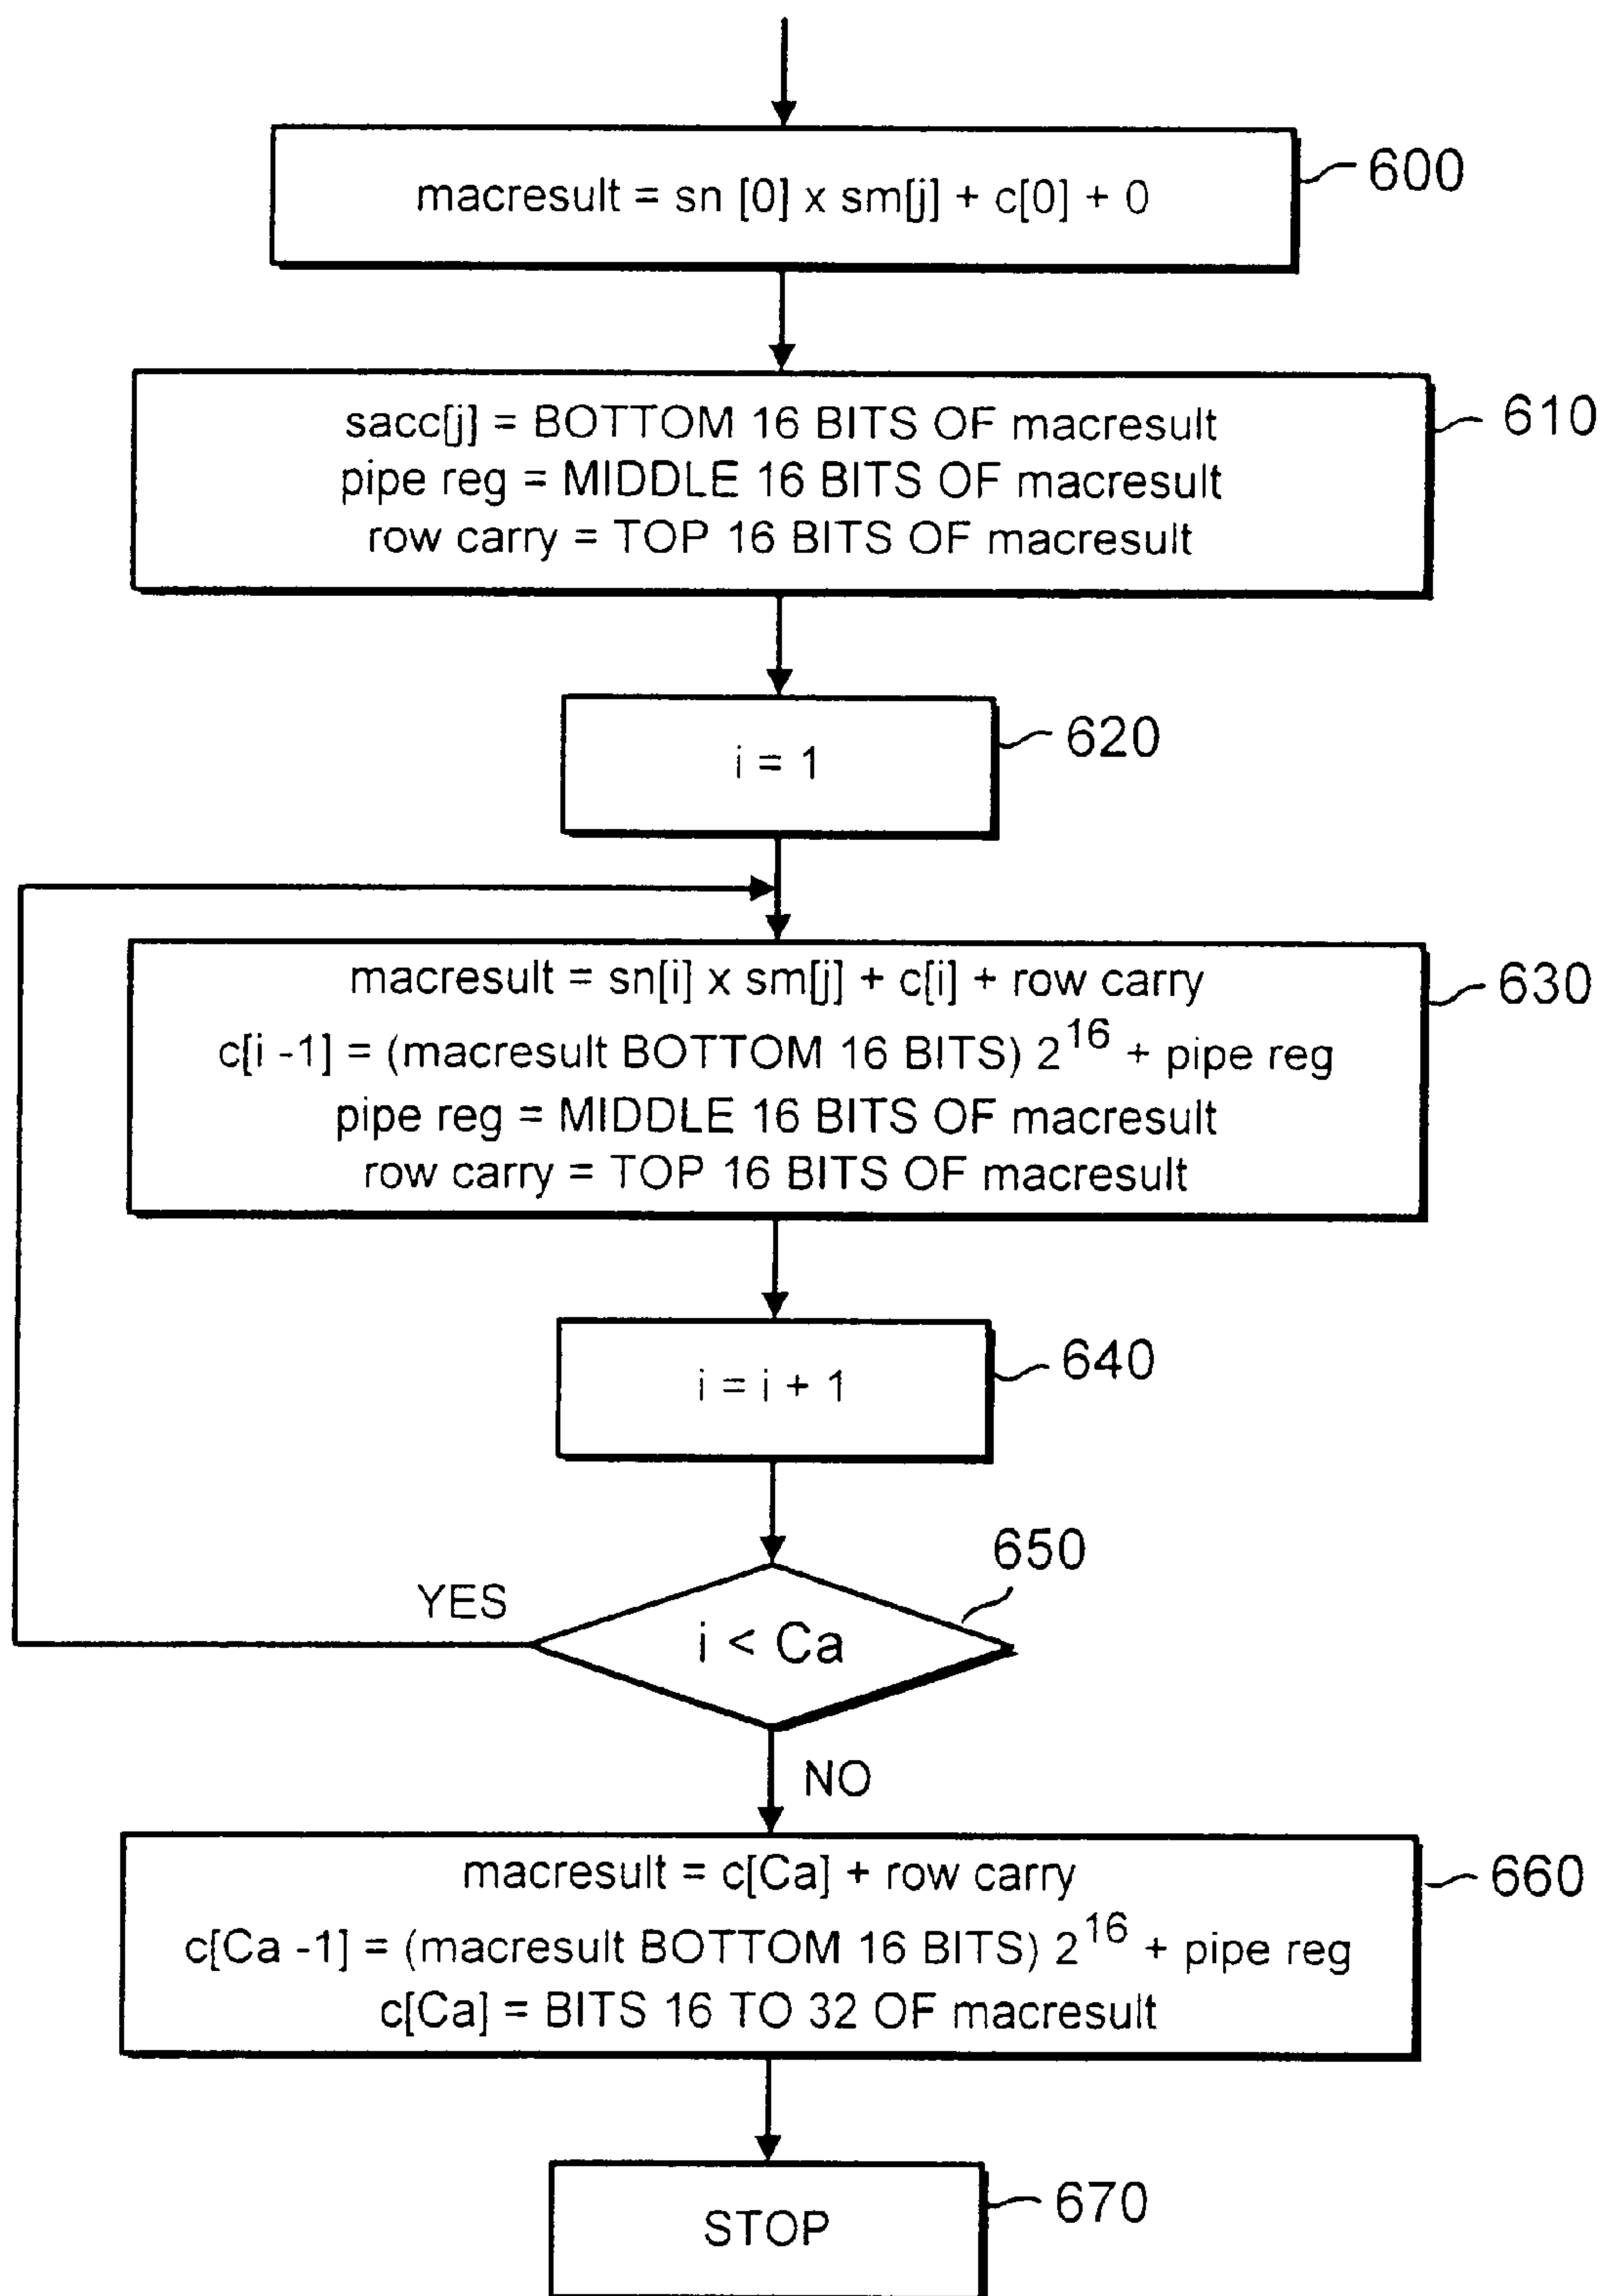 macresult = sn [0] x sm[j] + c[0] + 0
600
sacc[j] = BOTTOM 16 BITS OF macresult
pipe reg = MIDDLE 16 BITS OF macresult
row carry = TOP 16 BITS OF macresult
610
i = 1
620
macresult = sn[i] x sm[j] + c[i] + row carry
c[i -1] = (macresult BOTTOM 16 BITS) 2^16 + pipe reg
pipe reg = MIDDLE 16 BITS OF macresult
row carry = TOP 16 BITS OF macresult
630
i = i + 1
640
650
YES
i < Ca
NO
macresult = c[Ca] + row carry
c[Ca -1] = (macresult BOTTOM 16 BITS) 2^16 + pipe reg
c[Ca] = BITS 16 TO 32 OF macresult
660
STOP
670